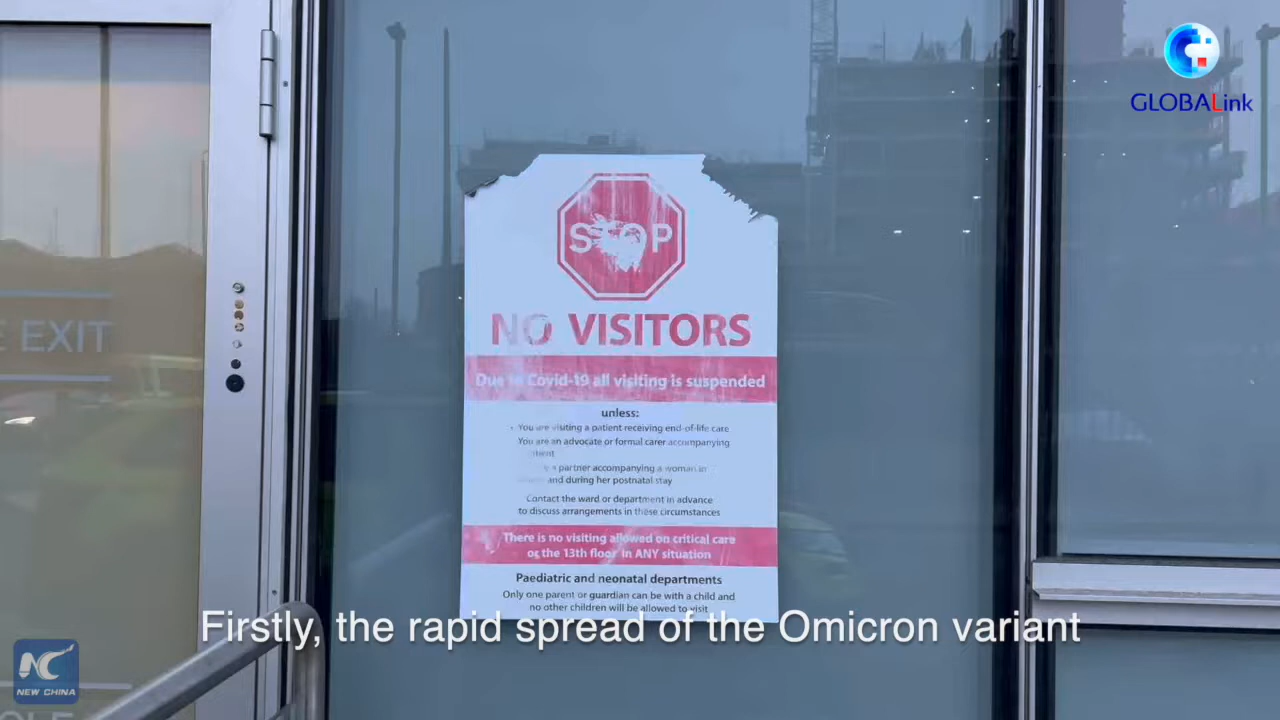 GLOBALink
STOP
NO VISITORS
Due to Covid-19 all visiting is suspended
unless:
You are visiting a patient receiving end-of-life care
You are an advocate or formal carer accompanying
a partner accompanying a woman in
and during her postnatal stay
Contact the ward or department in advance
to discuss arrangements in these circumstances
There is no visiting allowed on critical care
or the 13th floor in ANY situation
Paediatric and neonatal departments
Only one parent or guardian can be with a child and
no other children will be allowed to visit
EXIT
Firstly, the rapid spread of the Omicron variant
NC
NEW CHINA